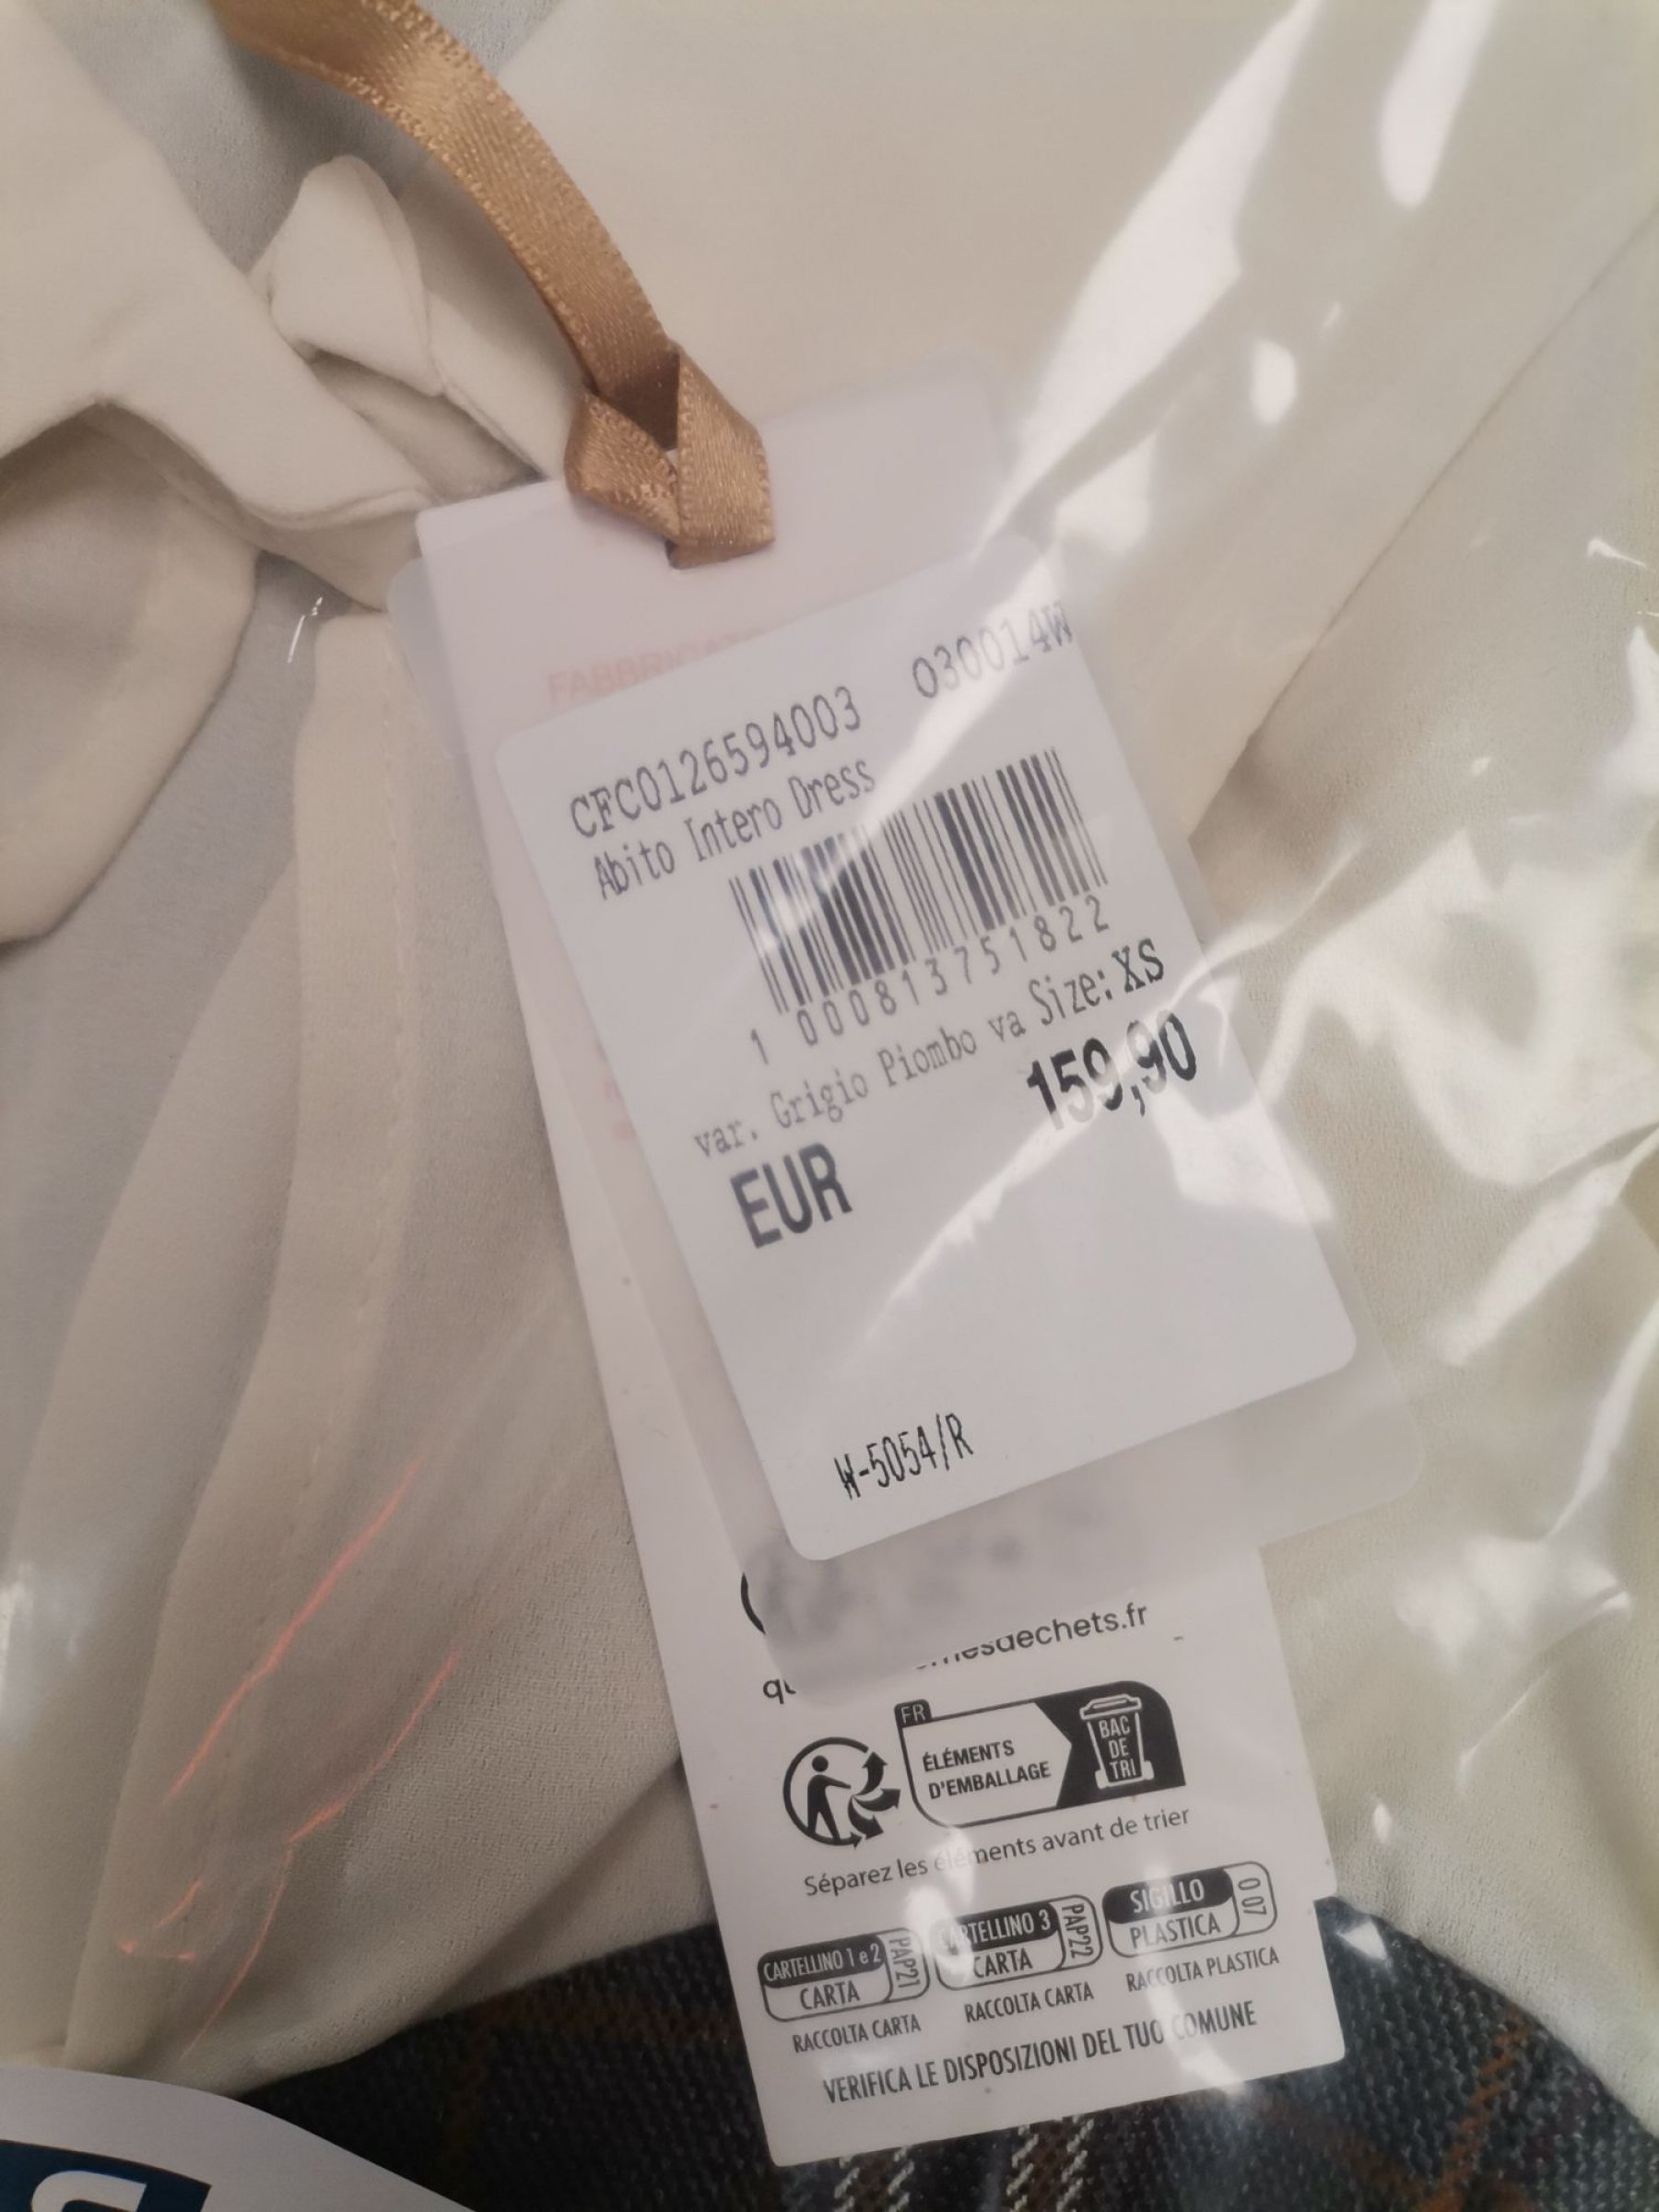 CFC0126594003 030014W
Abito Intero Dress
1 000813751822
var. Grigio Piombo va Size: XS
159,90
EUR
W-5054/R
FR
ÉLÉMENTS
D'EMBALLAGE
BAC
DE
TRI
Séparez les éléments avant de trier
CARTELLINO 1 e 2
CARTA
PAP21
RACCOLTA CARTA
CARTELLINO 3
CARTA
PAP22
RACCOLTA CARTA
SIGILLO
PLASTICA
0 07
RACCOLTA PLASTICA
VERIFICA LE DISPOSIZIONI DEL TUO COMUNE